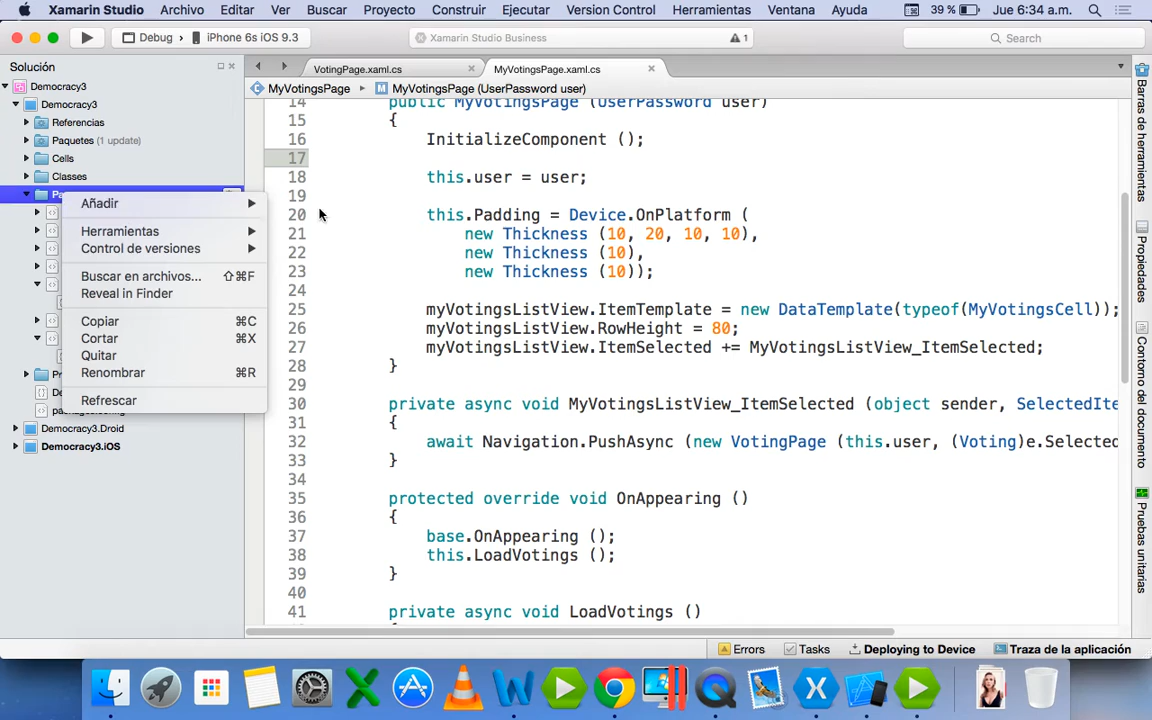 Xamarin Studio Archivo Editar Ver Buscar Proyecto Construir Ejecutar Version Control Herramientas Ventana Ayuda 39 % Jue 6:34 a.m.
Debug iPhone 6s iOS 9.3 Xamarin Studio Business 1 Search
Solución
VotingPage.xaml.cs MyVotingsPage.xaml.cs
MyVotingsPage MyVotingsPage (UserPassword user)
Democracy3
Democracy3
Referencias
Paquetes (1 update)
Cells
Classes
Añadir
Herramientas
Control de versiones
Buscar en archivos... ⇧⌘F
Reveal in Finder
Copiar ⌘C
Cortar ⌘X
Quitar
Renombrar ⌘R
Refrescar
Democracy3.Droid
Democracy3.iOS
14 public MyVotingsPage (UserPassword user)
15 {
16 InitializeComponent ();
17
18 this.user = user;
19
20 this.Padding = Device.OnPlatform (
21 new Thickness (10, 20, 10, 10),
22 new Thickness (10),
23 new Thickness (10));
24
25 myVotingsListView.ItemTemplate = new DataTemplate(typeof(MyVotingsCell));
26 myVotingsListView.RowHeight = 80;
27 myVotingsListView.ItemSelected += MyVotingsListView_ItemSelected;
28 }
29
30 private async void MyVotingsListView_ItemSelected (object sender, SelectedIte
31 {
32 await Navigation.PushAsync (new VotingPage (this.user, (Voting)e.Selected
33 }
34
35 protected override void OnAppearing ()
36 {
37 base.OnAppearing ();
38 this.LoadVotings ();
39 }
40
41 private async void LoadVotings ()
Barras de herramientas
Propiedades
Contorno del documento
Pruebas unitarias
Errors Tasks Deploying to Device Traza de la aplicación